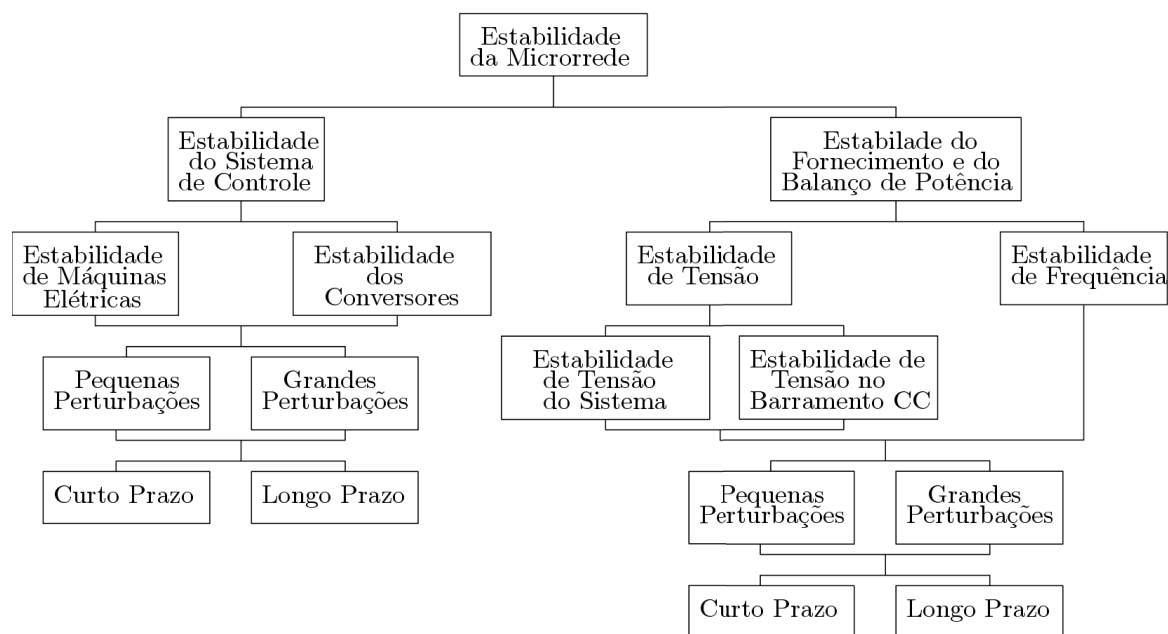 Estabilidade
da Microrrede
Estabilidade
do Sistema
de Controle
Estabilade do
Fornecimento e do
Balanço de Potência
Estabilidade
de Máquinas
Elétricas
Estabilidade
dos
Conversores
Estabilidade
de Tensão
Estabilidade
de Frequência
Pequenas
Perturbações
Grandes
Perturbações
Estabilidade
de Tensão
do Sistema
Estabilidade de
Tensão no
Barramento CC
Curto Prazo
Longo Prazo
Pequenas
Perturbações
Grandes
Perturbações
Curto Prazo
Longo Prazo